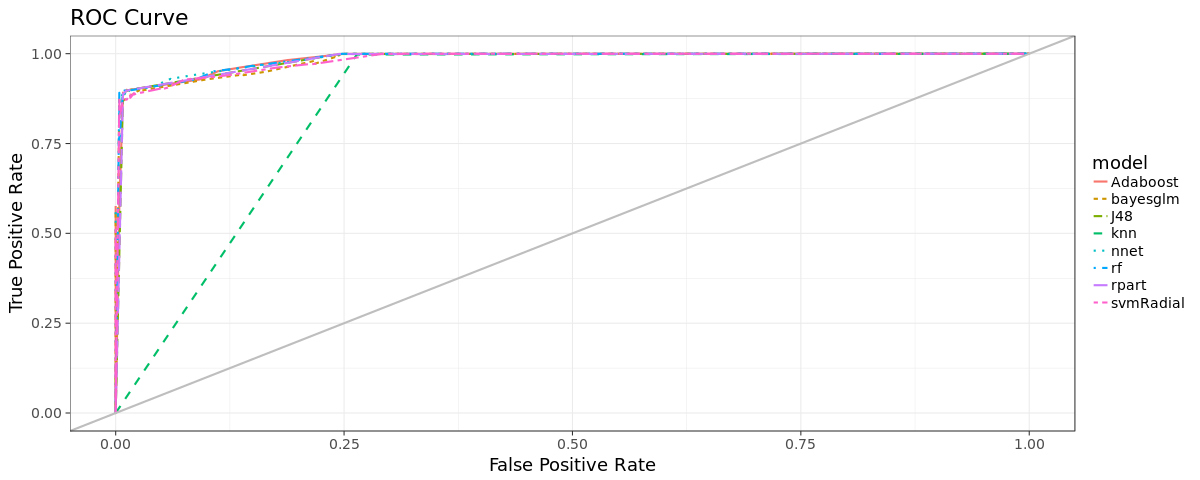 ROC Curve
1.00
0.75
0.50
0.25
0.00
True Positive Rate
0.00 0.25 0.50 0.75 1.00
False Positive Rate
model
Adaboost
bayesglm
J48
knn
nnet
rf
rpart
svmRadial